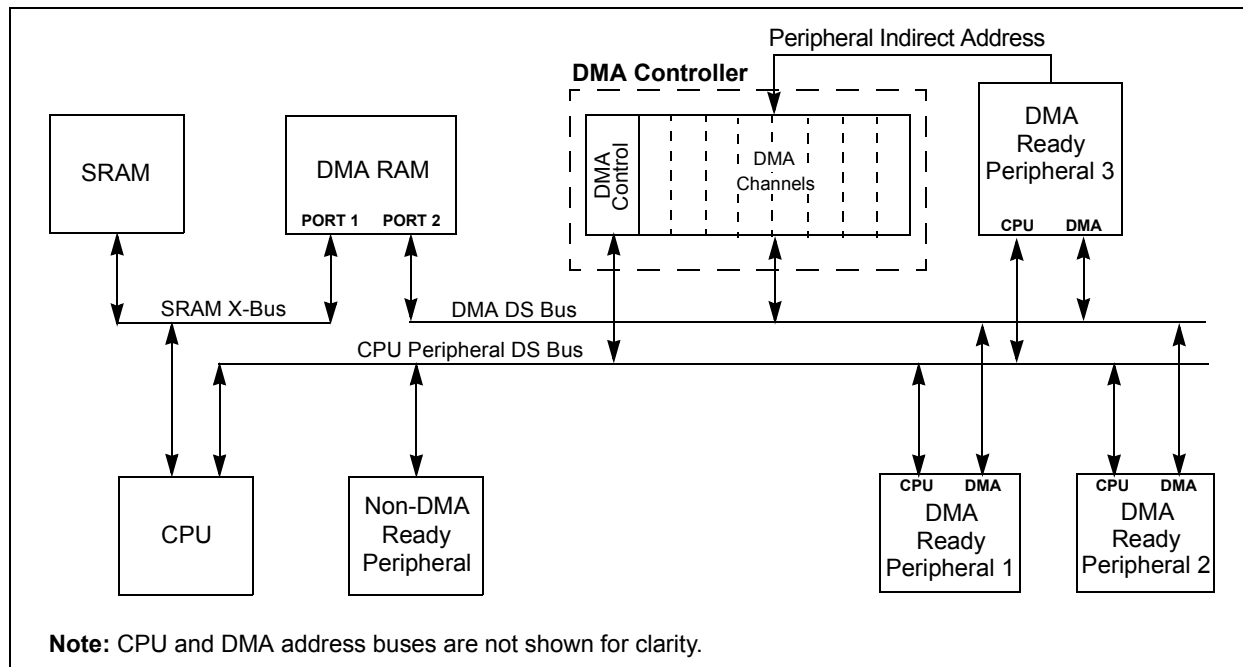 Peripheral Indirect Address
DMA Controller
SRAM
DMA RAM
PORT 1 PORT 2
DMA
Control
DMA
Channels
DMA
Ready
Peripheral 3
CPU DMA
SRAM X-Bus
DMA DS Bus
CPU Peripheral DS Bus
CPU
Non-DMA
Ready
Peripheral
CPU DMA
DMA
Ready
Peripheral 1
CPU DMA
DMA
Ready
Peripheral 2
Note: CPU and DMA address buses are not shown for clarity.